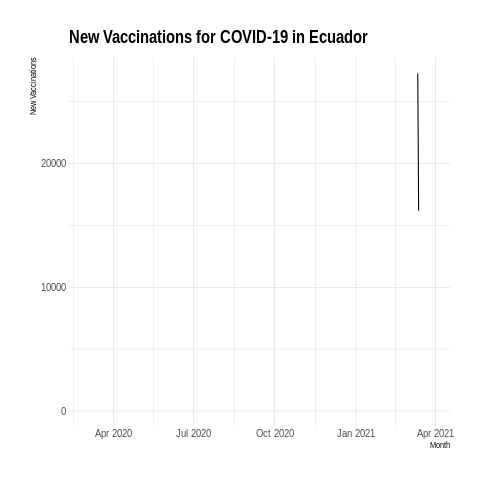 New Vaccinations for COVID-19 in Ecuador
New Vaccinations
20000
10000
0
Apr 2020 Jul 2020 Oct 2020 Jan 2021 Apr 2021
Month